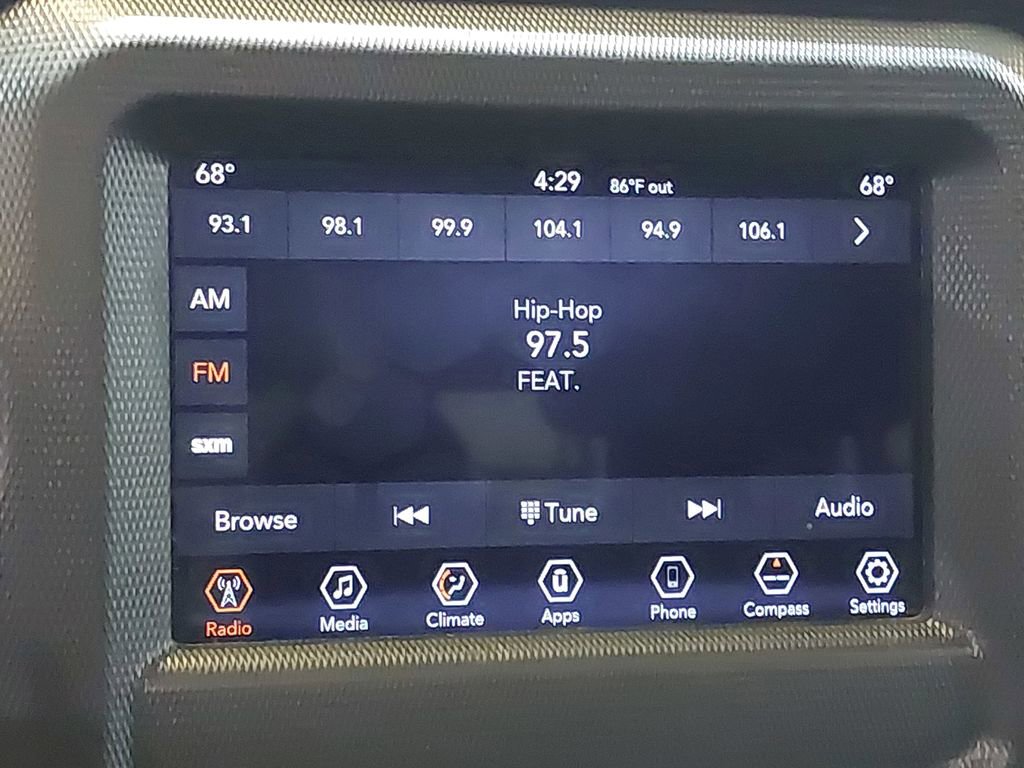 68° 4:29 86°F out 68°
93.1 98.1 99.9 104.1 94.9 106.1
AM
Hip-Hop
97.5
FM
FEAT.
sxm
Browse Tune Audio
Radio Media Climate Apps Phone Compass Settings